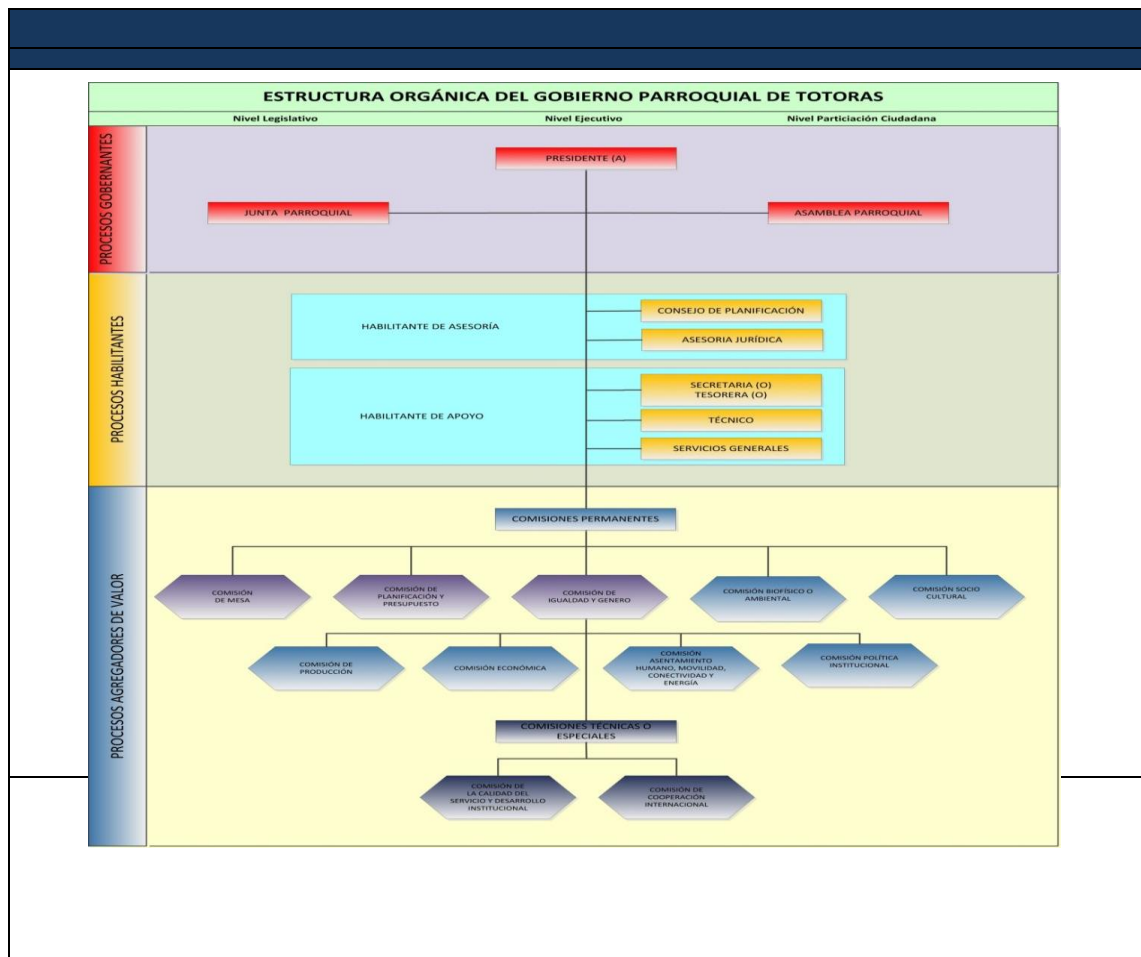 ESTRUCTURA ORGÁNICA DEL GOBIERNO PARROQUIAL DE TOTORAS
Nivel Legislativo
Nivel Ejecutivo
Nivel Particiación Ciudadana
PROCESOS GOBERNANTES
PRESIDENTE (A)
JUNTA PARROQUIAL
ASAMBLEA PARROQUIAL
PROCESOS HABILITANTES
HABILITANTE DE ASESORÍA
CONSEJO DE PLANIFICACIÓN
ASESORIA JURÍDICA
HABILITANTE DE APOYO
SECRETARIA (O)
TESORERA (O)
TÉCNICO
SERVICIOS GENERALES
PROCESOS AGREGADORES DE VALOR
COMISIONES PERMANENTES
COMISIÓN
DE MESA
COMISIÓN DE
PLANIFICACIÓN Y
PRESUPUESTO
COMISIÓN DE
IGUALDAD Y GENERO
COMISIÓN BIOFÍSICO O
AMBIENTAL
COMISIÓN SOCIO
CULTURAL
COMISIÓN DE
PRODUCCIÓN
COMISIÓN ECONÓMICA
COMISIÓN
ASENTAMIENTO
HUMANO, MOVILIDAD,
CONECTIVIDAD Y
ENERGÍA
COMISIÓN POLÍTICA
INSTITUCIONAL
COMISIONES TÉCNICAS O
ESPECIALES
COMISIÓN DE
LA CALIDAD DEL
SERVICIO Y DESARROLLO
INSTITUCIONAL
COMISIÓN DE
COOPERACIÓN
INTERNACIONAL